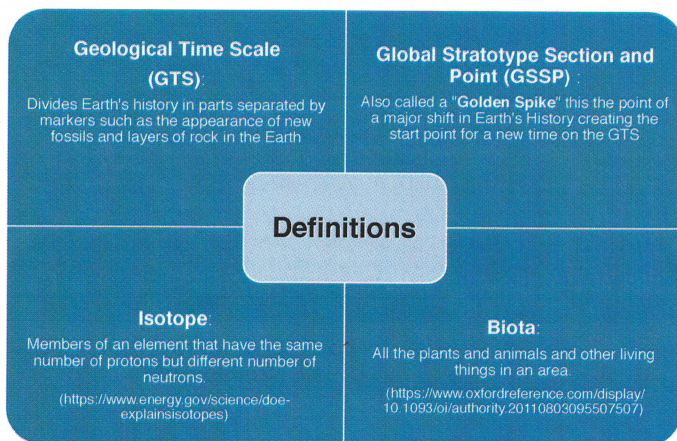 Geological Time Scale
(GTS):
Divides Earth's history in parts separated by
markers such as the appearance of new
fossils and layers of rock in the Earth
Global Stratotype Section and
Point (GSSP) :
Also called a "Golden Spike" this the point of
a major shift in Earth's History creating the
start point for a new time on the GTS
Definitions
Isotope:
Members of an element that have the same
number of protons but different number of
neutrons.
(https://www.energy.gov/science/doe-
explainsisotopes)
Biota:
All the plants and animals and other living
things in an area.
(https://www.oxfordreference.com/display/
10.1093/oi/authority.20110803095507507)